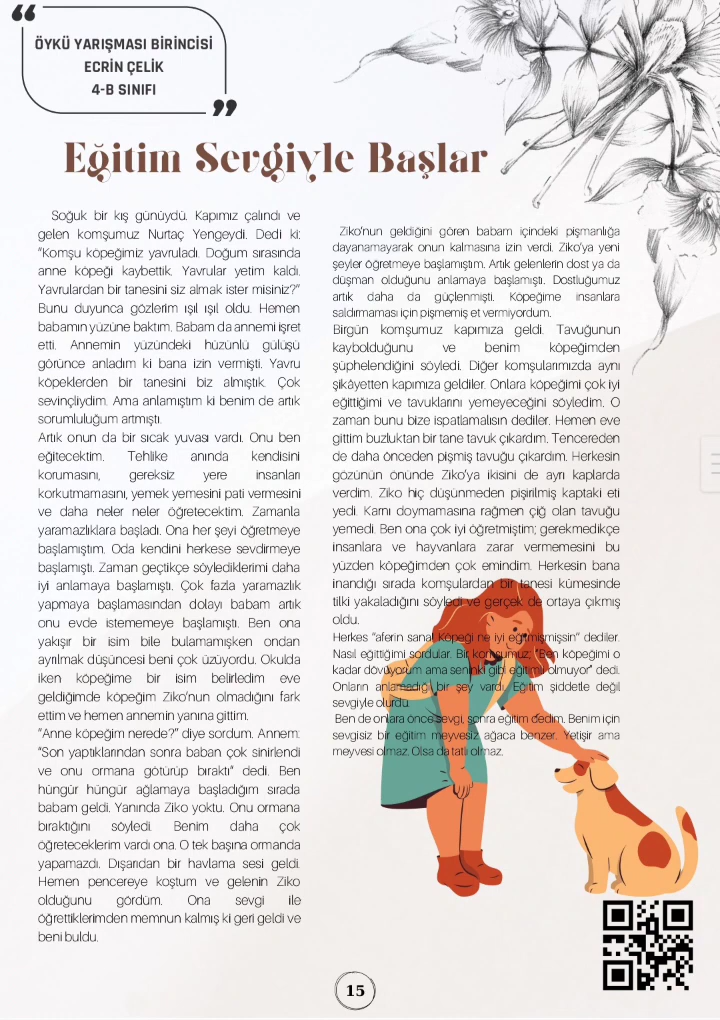 “
ÖYKÜ YARIŞMASI BİRİNCİSİ
ECRİN ÇELİK
4-B SINIFI
”
Eğitim Sevgiyle Başlar
Soğuk bir kış günüydü. Kapımız çalındı ve
gelen komşumuz Nurtaç Yengeydi. Dedi ki:
“Komşu köpeğimiz yavruladı. Doğum sırasında
anne köpeği kaybettik. Yavrular yetim kaldı.
Yavrulardan bir tanesini siz almak ister misiniz?”
Bunu duyunca gözlerim ışıl ışıl oldu. Hemen
babamın yüzüne baktım. Babam da annemi işret
etti. Annemin yüzündeki hüzünlü gülüşü
görünce anladım ki bana izin vermişti. Yavru
köpeklerden bir tanesini biz almıştık. Çok
sevinçliydim. Ama anlamıştım ki benim de artık
sorumluluğum artmıştı.
Artık onun da bir sıcak yuvası vardı. Onu ben
eğitecektim. Tehlike anında kendisini
korumasını, gereksiz yere insanları
korkutmamasını, yemek yemesini pati vermesini
ve daha neler neler öğretecektim. Zamanla
yaramazlıklara başladı. Ona her şeyi öğretmeye
başlamıştım. Oda kendini herkese sevdirmeye
başlamıştı. Zaman geçtikçe söylediklerimi daha
iyi anlamaya başlamıştı. Çok fazla yaramazlık
yapmaya başlamasından dolayı babam artık
onu evde istememeye başlamıştı. Ben ona
yakışır bir isim bile bulamamışken ondan
ayrılmak düşüncesi beni çok üzüyordu. Okulda
iken köpeğime bir isim belirledim eve
geldiğimde köpeğim Ziko’nun olmadığını fark
ettim ve hemen annemin yanına gittim.
“Anne köpeğim nerede?” diye sordum. Annem:
“Son yaptıklarından sonra baban çok sinirlendi
ve onu ormana götürüp bıraktı” dedi. Ben
hüngür hüngür ağlamaya başladığım sırada
babam geldi. Yanında Ziko yoktu. Onu ormana
bıraktığını söyledi. Benim daha çok
öğreteceklerim vardı ona. O tek başına ormanda
yapamazdı. Dışarıdan bir havlama sesi geldi.
Hemen pencereye koştum ve gelenin Ziko
olduğunu gördüm. Ona sevgi ile
öğrettiklerimden memnun kalmış ki geri geldi ve
beni buldu.
Ziko’nun geldiğini gören babam içindeki pişmanlığa
dayanamayarak onun kalmasına izin verdi. Ziko’ya yeni
şeyler öğretmeye başlamıştım. Artık gelenlerin dost ya da
düşman olduğunu anlamaya başlamıştı. Dostluğumuz
artık daha da güçlenmişti. Köpeğime insanlara
saldırmaması için pişmemiş et vermiyordum.
Birgün komşumuz kapımıza geldi. Tavuğunun
kaybolduğunu ve benim köpeğimden
şüphelendiğini söyledi. Diğer komşularımızda aynı
şikâyetten kapımıza geldiler. Onlara köpeğimi çok iyi
eğittiğimi ve tavuklarını yemeyeceğini söyledim. O
zaman bunu bize ispatlamalısın dediler. Hemen eve
gittim buzluktan bir tane tavuk çıkardım. Tencereden
de daha önceden pişmiş tavuğu çıkardım. Herkesin
gözünün önünde Ziko’ya ikisini de ayrı kaplarda
verdim. Ziko hiç düşünmeden pişirilmiş kaptaki eti
yedi. Karnı doymamasına rağmen çiğ olan tavuğu
yemedi. Ben ona çok iyi öğretmiştim; gerekmedikçe
insanlara ve hayvanlara zarar vermemesini bu
yüzden köpeğimden çok emindim. Herkesin bana
inandığı sırada komşulardan bir tanesi kümesinde
tilki yakaladığını söyledi ve gerçek de ortaya çıkmış
oldu.
Herkes “aferin sana! Köpeği ne iyi eğitmişmişsin” dediler.
Nasıl eğittiğimi sordular. Bir komşumuz; “Ben köpeğimi o
kadar dövüyorum ama seninki gibi eğitimli olmuyor” dedi.
Onların anlamadığı bir şey vardı. Eğitim şiddetle değil
sevgiyle olurdu.
Ben de onlara önce sevgi, sonra eğitim dedim. Benim için
sevgisiz bir eğitim meyvesiz ağaca benzer. Yetişir ama
meyvesi olmaz. Olsa da tatlı olmaz.
15